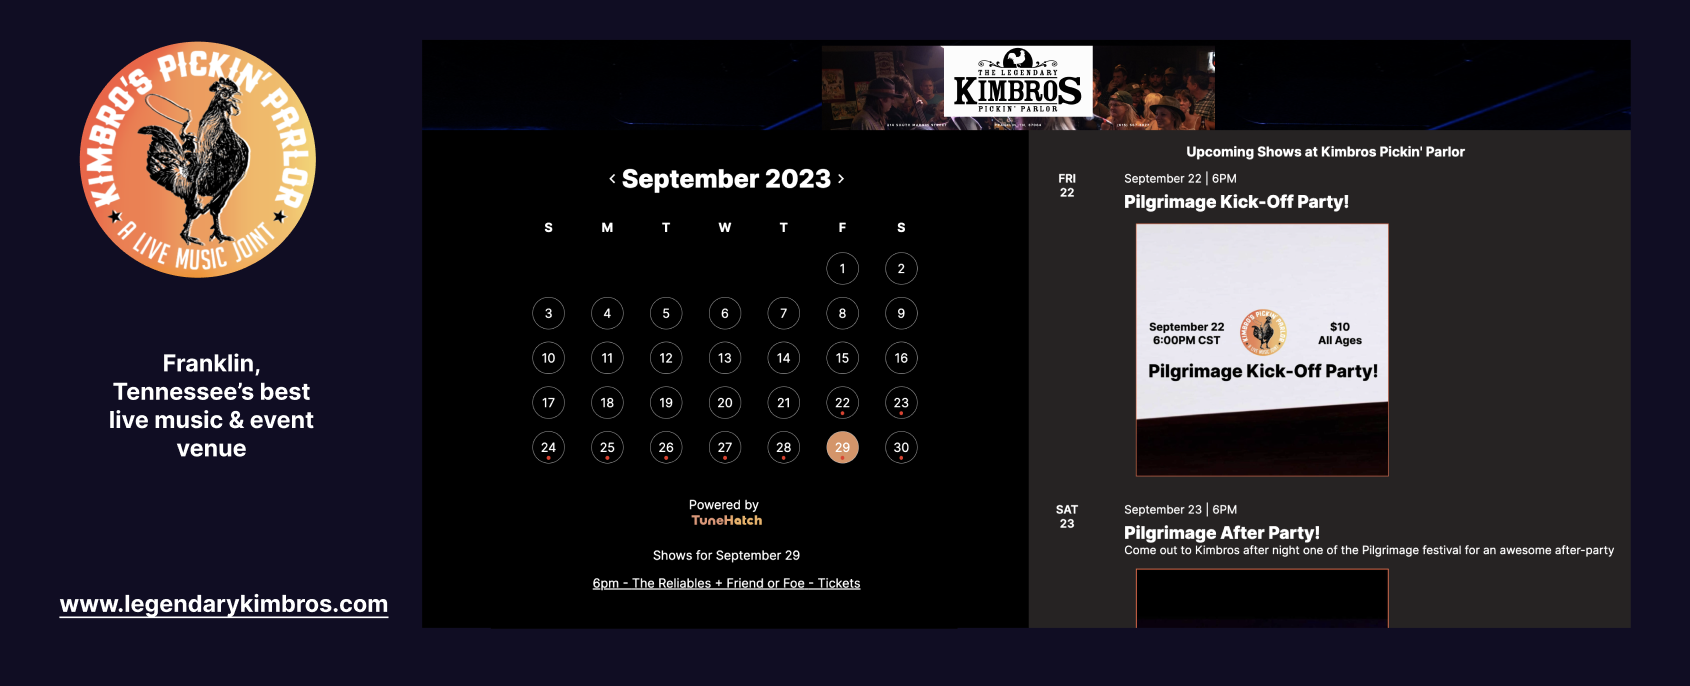 KIMBRO'S PICKIN' PARLOR
A LIVE MUSIC JOINT
Franklin,
Tennessee's best
live music & event
venue
www.legendarykimbros.com
THE LEGENDARY
KIMBROS
PICKIN' PARLOR
‹ September 2023 ›
S M T W T F S
1 2
3 4 5 6 7 8 9
10 11 12 13 14 15 16
17 18 19 20 21 22 23
24 25 26 27 28 29 30
Powered by
TuneHatch
Shows for September 29
6pm - The Reliables + Friend or Foe - Tickets
Upcoming Shows at Kimbros Pickin' Parlor
FRI
22
September 22 | 6PM
Pilgrimage Kick-Off Party!
September 22
6:00PM CST
KIMBRO'S PICKIN' PARLOR
A LIVE MUSIC JOINT
$10
All Ages
Pilgrimage Kick-Off Party!
SAT
23
September 23 | 6PM
Pilgrimage After Party!
Come out to Kimbros after night one of the Pilgrimage festival for an awesome after-party